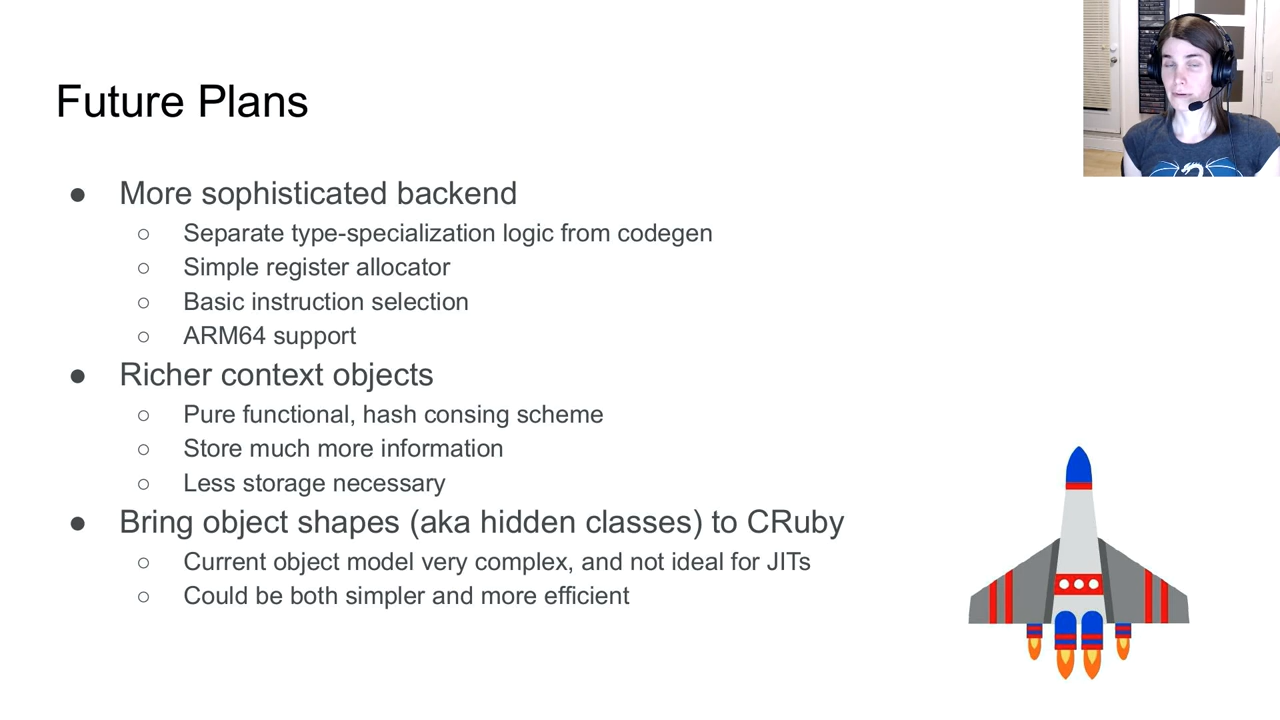 Future Plans
● More sophisticated backend
○ Separate type-specialization logic from codegen
○ Simple register allocator
○ Basic instruction selection
○ ARM64 support
● Richer context objects
○ Pure functional, hash consing scheme
○ Store much more information
○ Less storage necessary
● Bring object shapes (aka hidden classes) to CRuby
○ Current object model very complex, and not ideal for JITs
○ Could be both simpler and more efficient